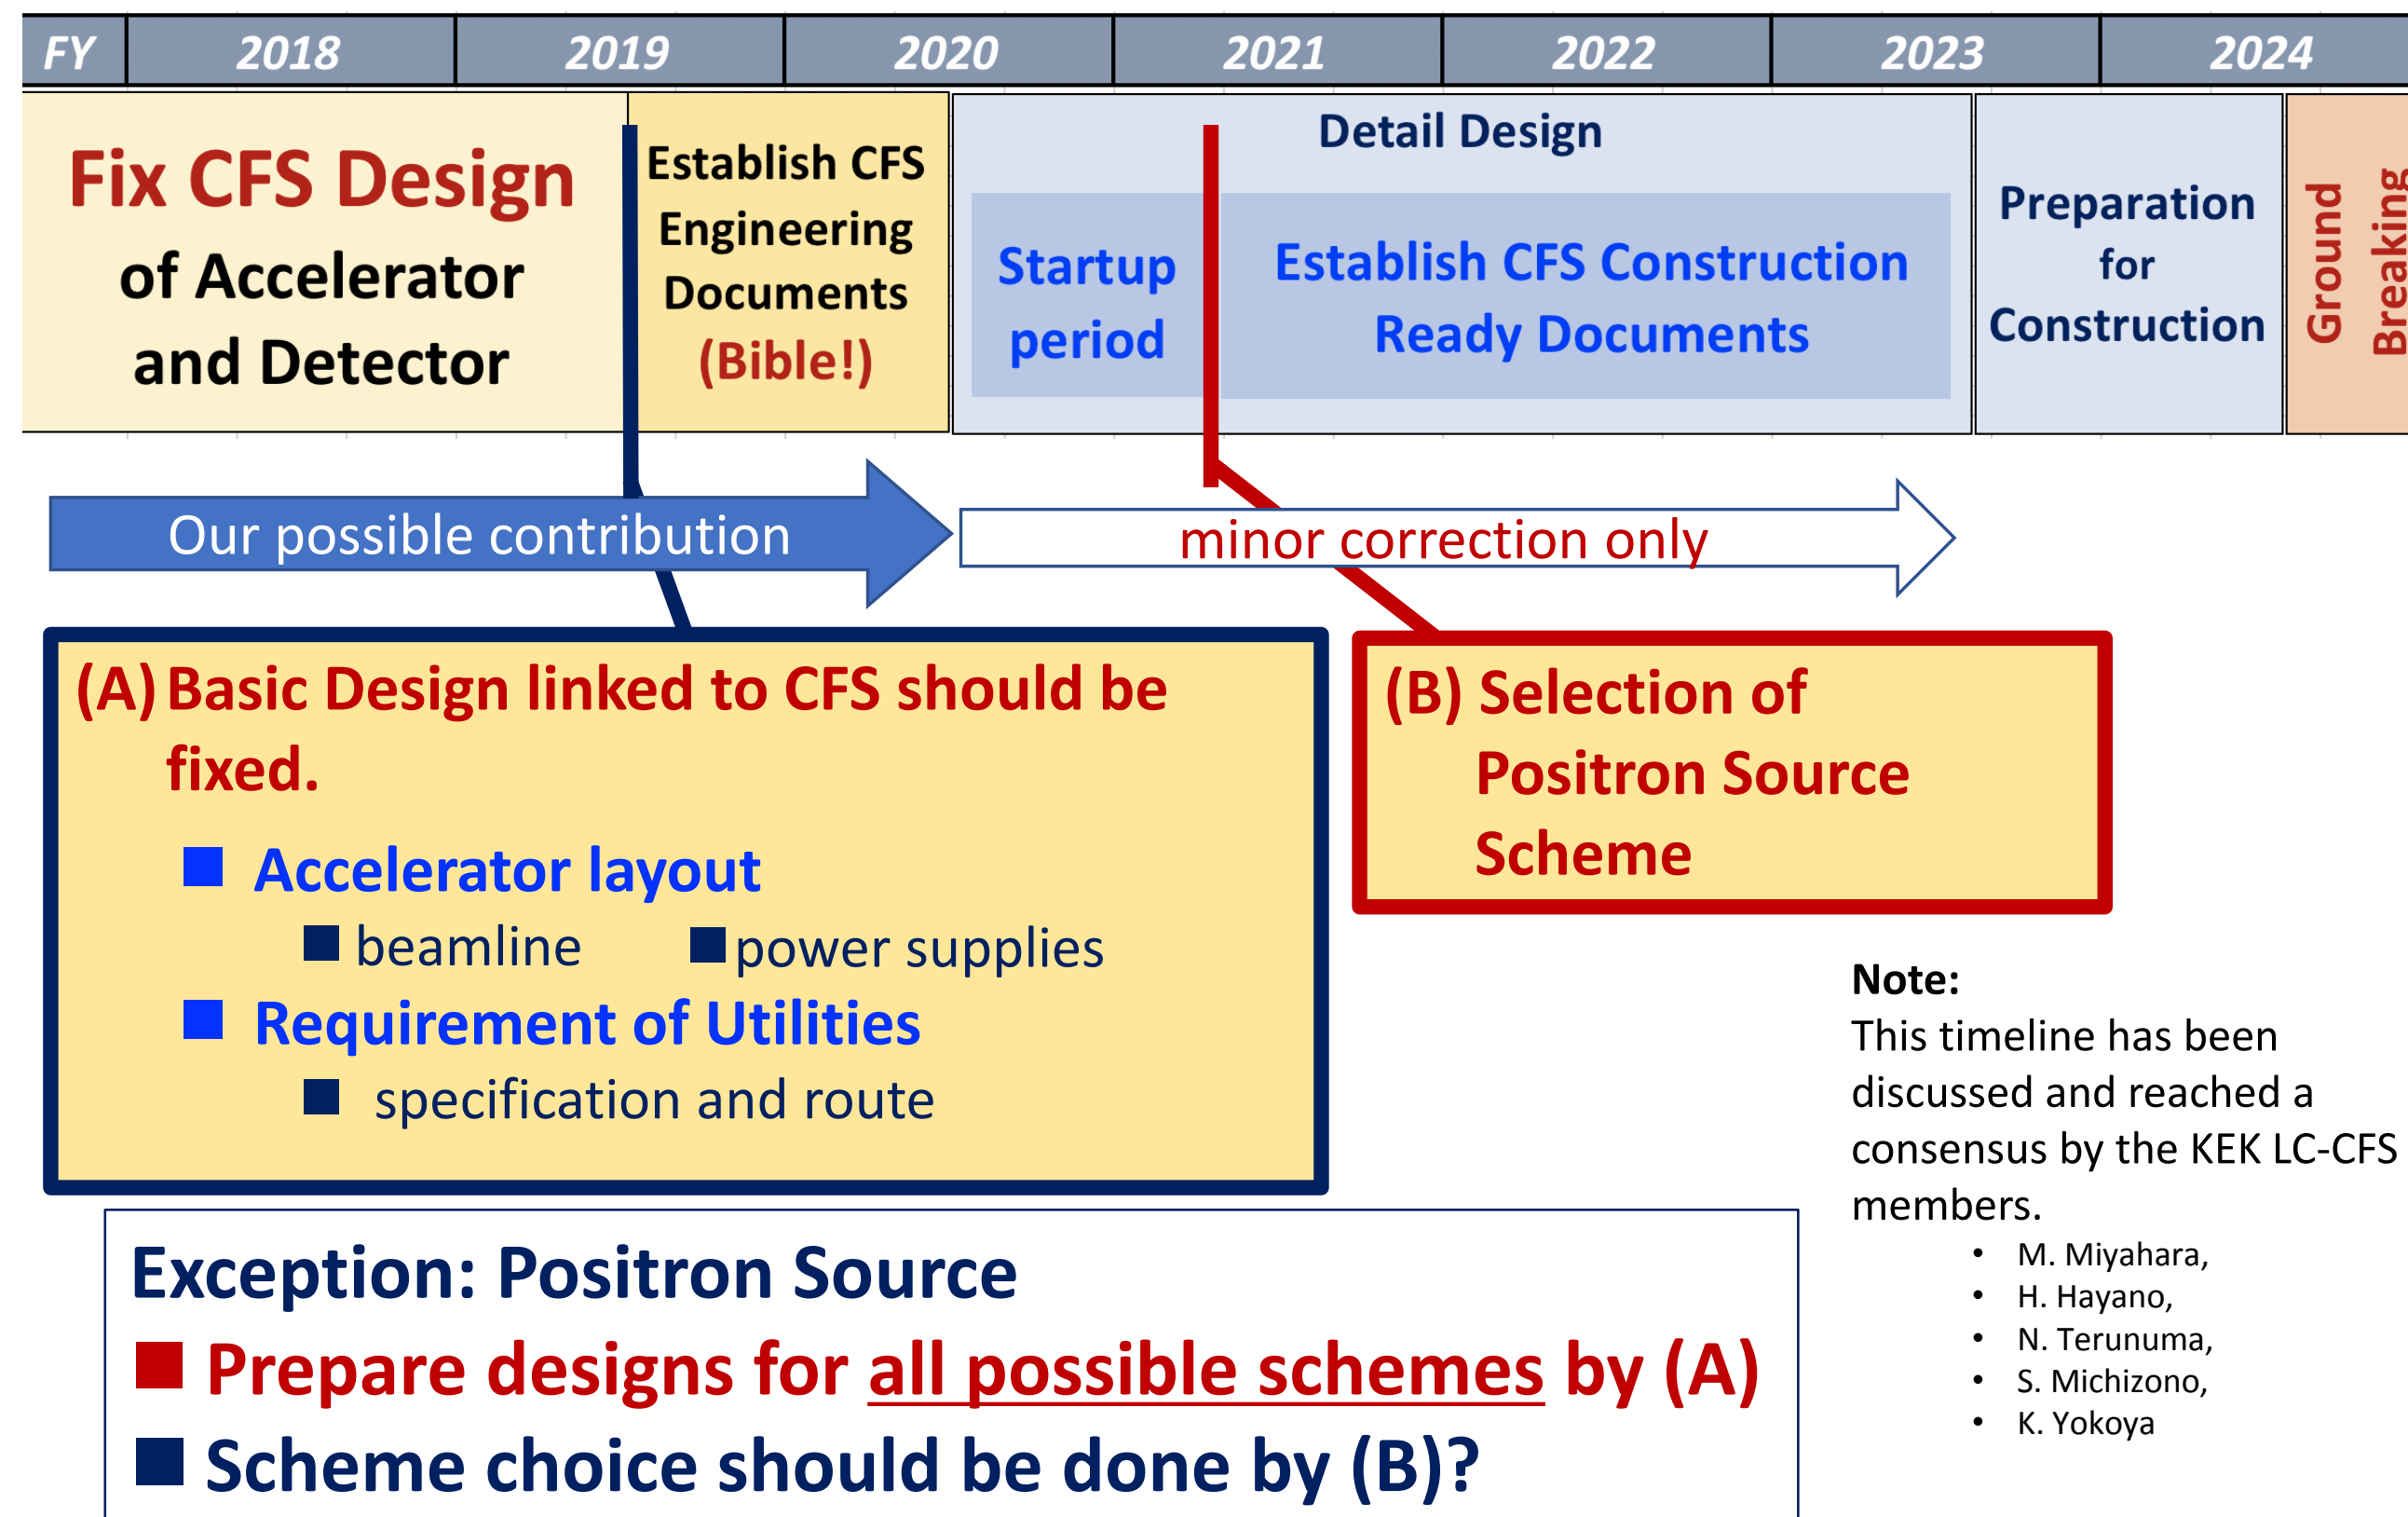 FY 2018 2019 2020 2021 2022 2023 2024
Fix CFS Design
of Accelerator
and Detector
Establish CFS
Engineering
Documents
(Bible!)
Detail Design
Startup
period
Establish CFS Construction
Ready Documents
Preparation
for
Construction
Ground
Breaking
Our possible contribution
minor correction only
(A) Basic Design linked to CFS should be
fixed.
Accelerator layout
beamline power supplies
Requirement of Utilities
specification and route
(B) Selection of
Positron Source
Scheme
Note:
This timeline has been
discussed and reached a
consensus by the KEK LC-CFS
members.
• M. Miyahara,
• H. Hayano,
• N. Terunuma,
• S. Michizono,
• K. Yokoya
Exception: Positron Source
Prepare designs for all possible schemes by (A)
Scheme choice should be done by (B)?